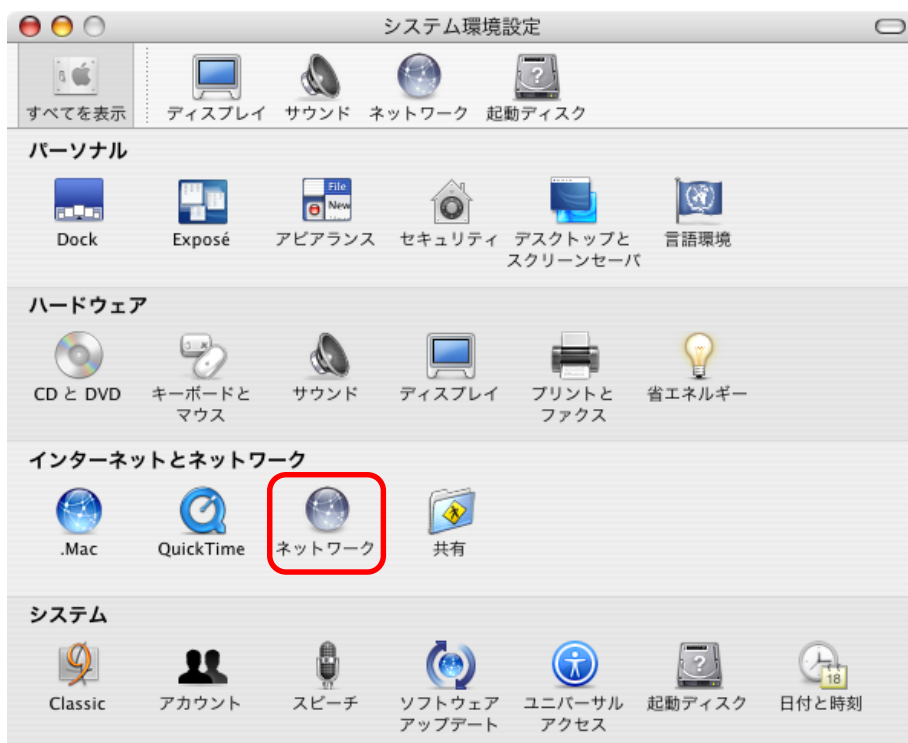 システム環境設定
すべてを表示
ディスプレイ
サウンド
ネットワーク
起動ディスク
パーソナル
Dock
Exposé
File
New
アピアランス
セキュリティ
デスクトップと
スクリーンセーバ
言語環境
ハードウェア
CD と DVD
キーボードと
マウス
サウンド
ディスプレイ
プリントと
ファクス
省エネルギー
インターネットとネットワーク
.Mac
QuickTime
ネットワーク
共有
システム
9
Classic
アカウント
スピーチ
ソフトウェア
アップデート
ユニバーサル
アクセス
?
起動ディスク
18
日付と時刻